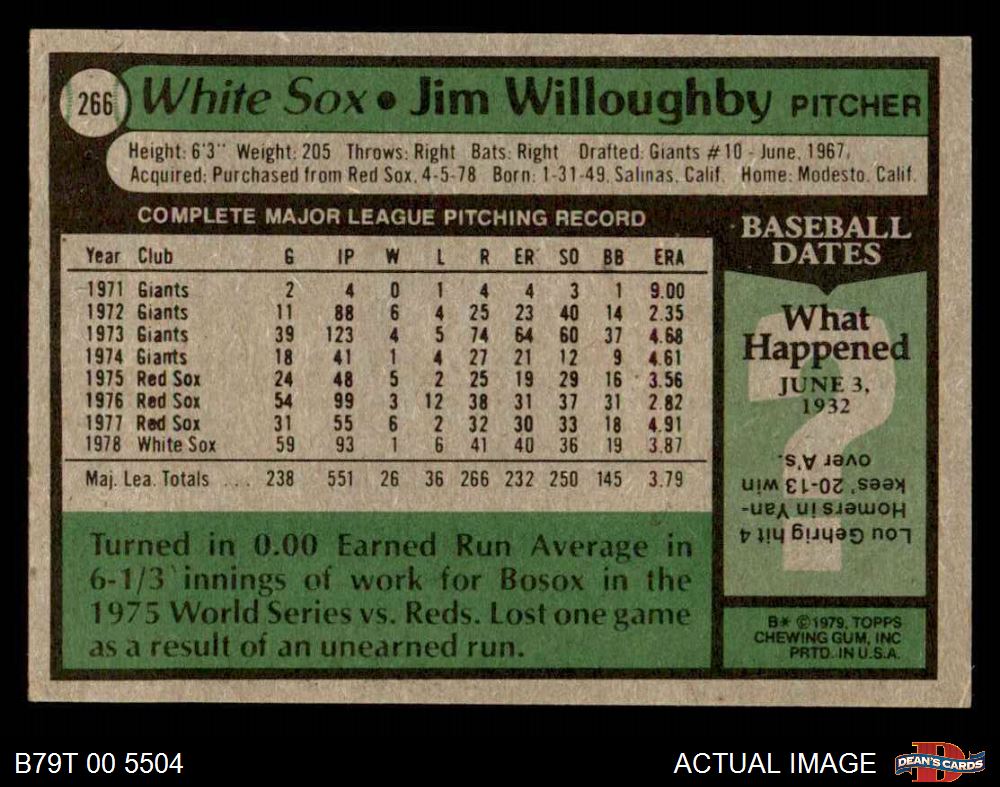 266 White Sox • Jim Willoughby PITCHER
Height: 6'3" Weight: 205 Throws: Right Bats: Right Drafted: Giants #10 - June, 1967.
Acquired: Purchased from Red Sox, 4-5-78 Born: 1-31-49, Salinas, Calif. Home: Modesto, Calif.
COMPLETE MAJOR LEAGUE PITCHING RECORD
Year Club G IP W L R ER SO BB ERA
1971 Giants 2 4 0 1 4 4 3 1 9.00
1972 Giants 11 88 6 4 25 23 40 14 2.35
1973 Giants 39 123 4 5 74 64 60 37 4.68
1974 Giants 18 41 1 4 27 21 12 9 4.61
1975 Red Sox 24 48 5 2 25 19 29 16 3.56
1976 Red Sox 54 99 3 12 38 31 37 31 2.82
1977 Red Sox 31 55 6 2 32 30 33 18 4.91
1978 White Sox 59 93 1 6 41 40 36 19 3.87
Maj. Lea. Totals ... 238 551 26 36 266 232 250 145 3.79
Turned in 0.00 Earned Run Average in
6-1/3 innings of work for Bosox in the
1975 World Series vs. Reds. Lost one game
as a result of an unearned run.
BASEBALL
DATES
What
Happened
JUNE 3,
1932
?
Lou Gehrig hit 4
Homers in Yan-
kees' 20-13 win
over A's.
B* ©1979, TOPPS
CHEWING GUM, INC
PRTD. IN U.S.A.
B79T 00 5504
ACTUAL IMAGE
D
DEAN'S CARDS